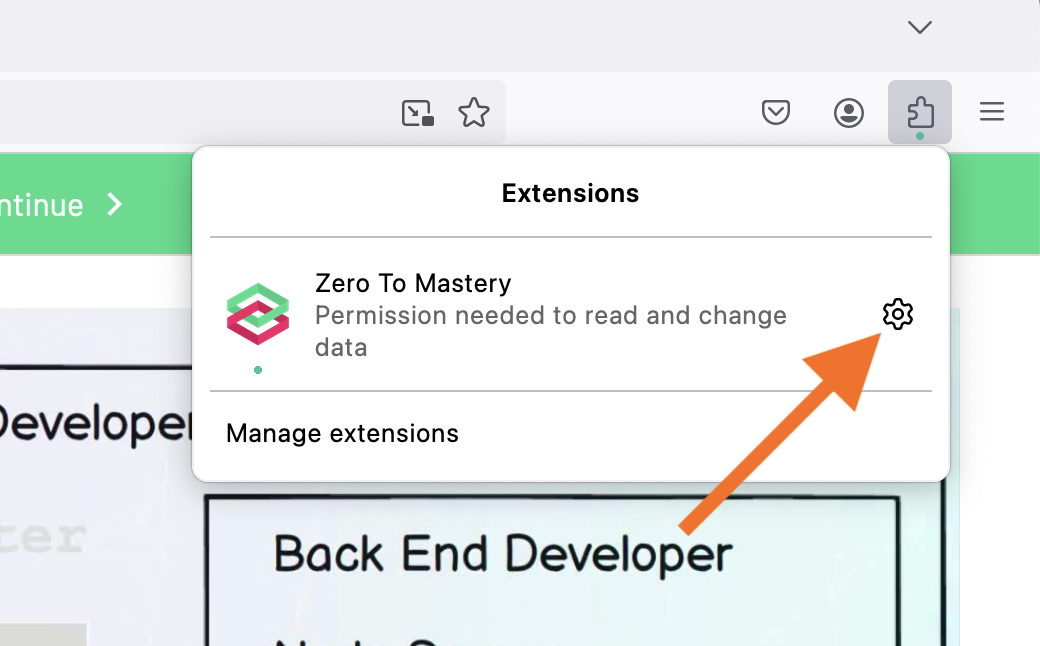 ntinue
Extensions
Zero To Mastery
Permission needed to read and change
data
Developer
Manage extensions
ter
Back End Developer